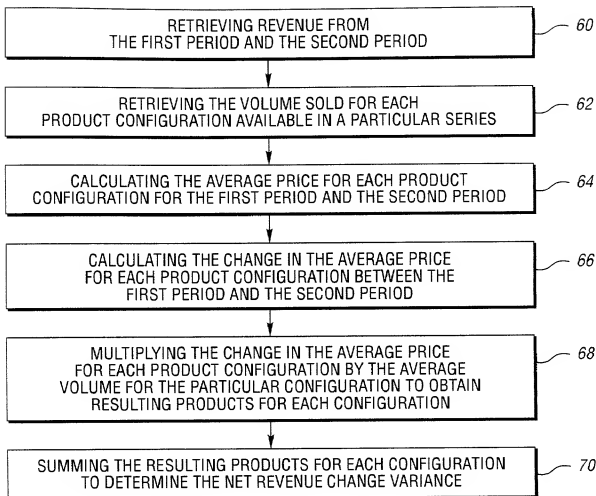 RETRIEVING REVENUE FROM
THE FIRST PERIOD AND THE SECOND PERIOD
60
RETRIEVING THE VOLUME SOLD FOR EACH
PRODUCT CONFIGURATION AVAILABLE IN A PARTICULAR SERIES
62
CALCULATING THE AVERAGE PRICE FOR EACH PRODUCT
CONFIGURATION FOR THE FIRST PERIOD AND THE SECOND PERIOD
64
CALCULATING THE CHANGE IN THE AVERAGE PRICE
FOR EACH PRODUCT CONFIGURATION BETWEEN THE
FIRST PERIOD AND THE SECOND PERIOD
66
MULTIPLYING THE CHANGE IN THE AVERAGE PRICE
FOR EACH PRODUCT CONFIGURATION BY THE AVERAGE
VOLUME FOR THE PARTICULAR CONFIGURATION TO OBTAIN
RESULTING PRODUCTS FOR EACH CONFIGURATION
68
SUMMING THE RESULTING PRODUCTS FOR EACH CONFIGURATION
TO DETERMINE THE NET REVENUE CHANGE VARIANCE
70